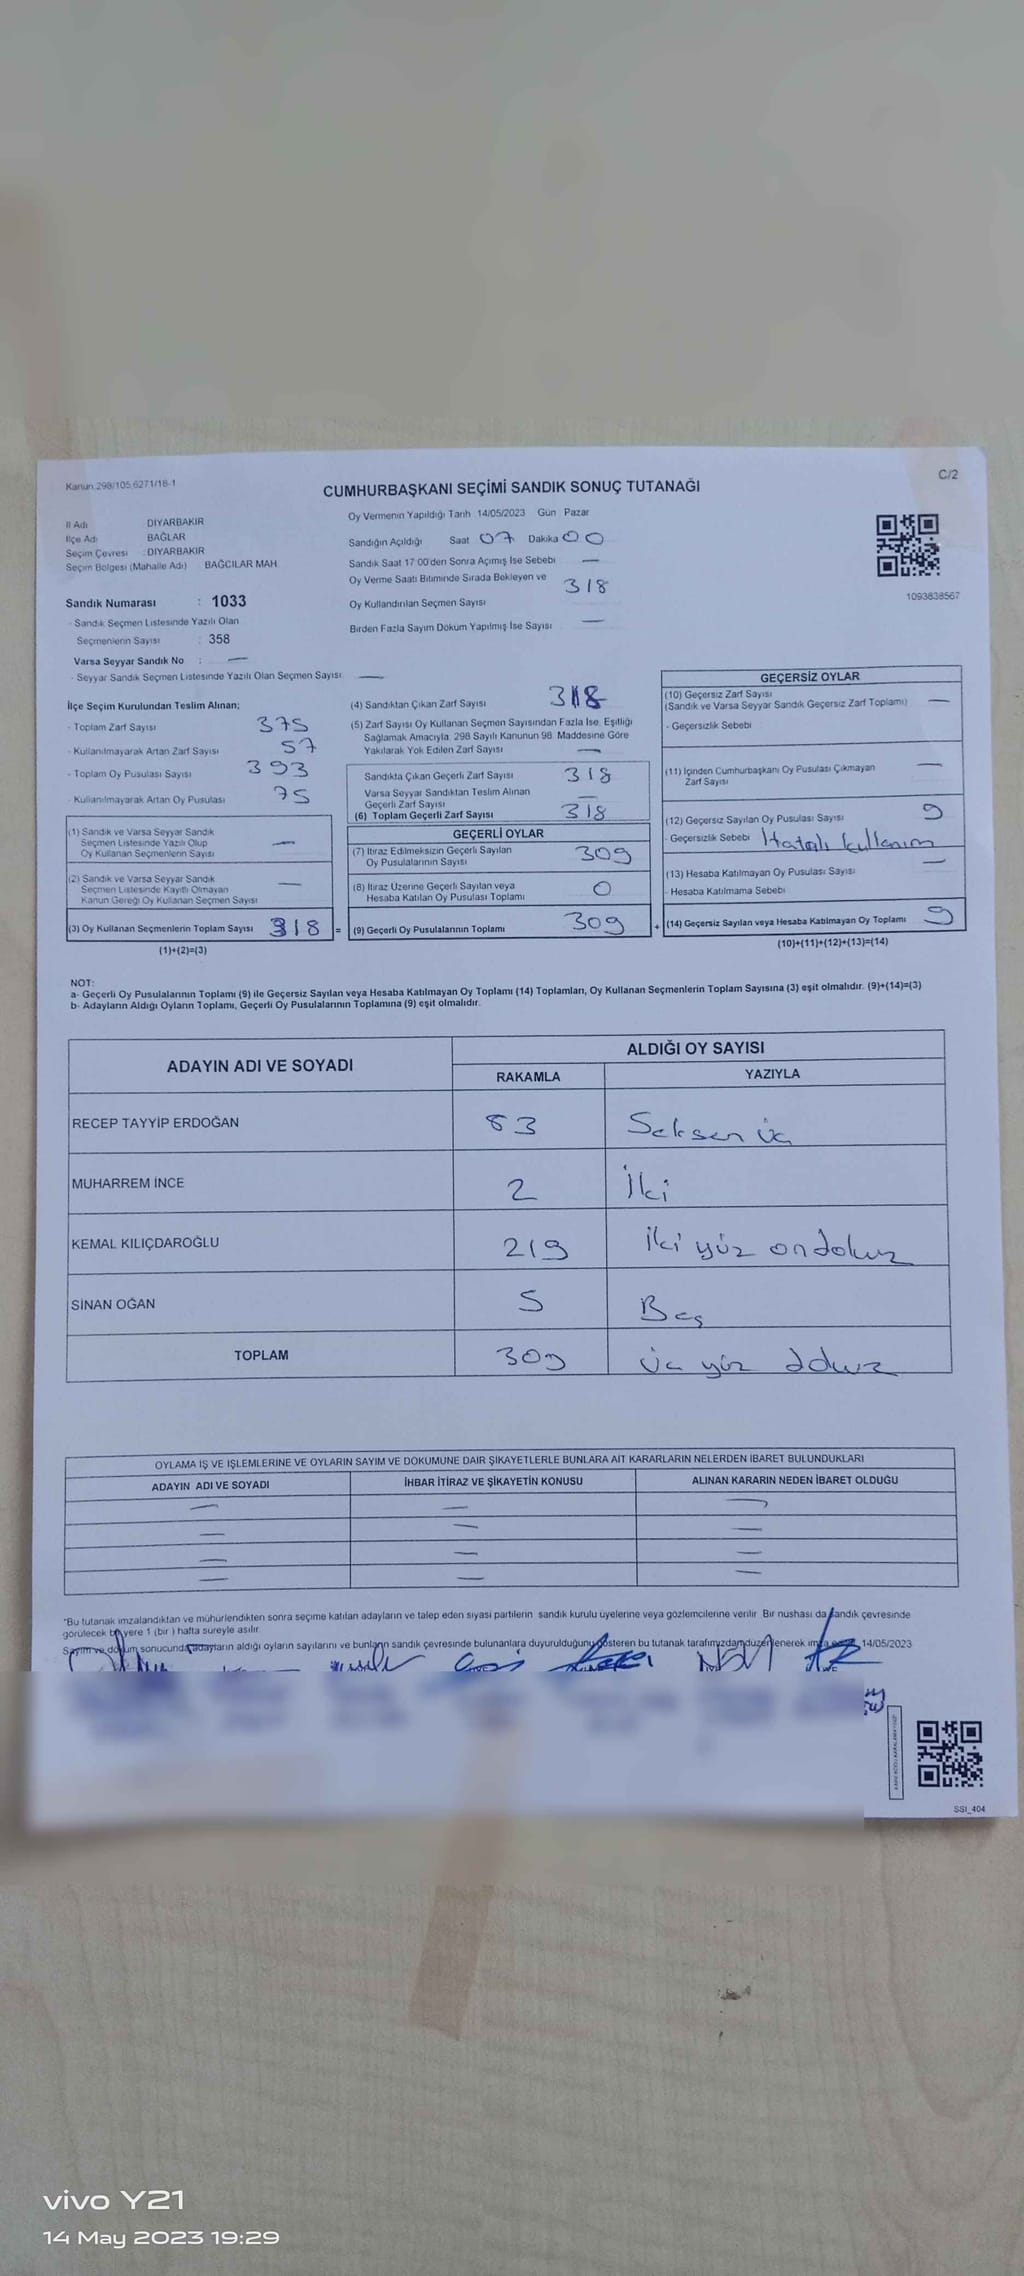 Kanun.298/105,6271/16-1
C/2
CUMHURBAŞKANI SEÇİMİ SANDIK SONUÇ TUTANAĞI
İl Adı DİYARBAKIR
İlçe Adı BAĞLAR
Seçim Çevresi : DİYARBAKIR
Seçim Bölgesi (Mahalle Adı) BAĞCILAR MAH
Sandık Numarası : 1033
- Sandık Seçmen Listesinde Yazılı Olan
Seçmenlerin Sayısı : 358
Varsa Seyyar Sandık No : —
- Seyyar Sandık Seçmen Listesinde Yazılı Olan Seçmen Sayısı —
Oy Vermenin Yapıldığı Tarih 14/05/2023 Gün Pazar
Sandığın Açıldığı Saat 07 Dakika 00
Sandık Saat 17 00'den Sonra Açımış İse Sebebi —
Oy Verme Saati Bitiminde Sırada Bekleyen ve
Oy Kullandırılan Seçmen Sayısı 318
Birden Fazla Sayım Döküm Yapılmış İse Sayısı —
1093838567
İlçe Seçim Kurulundan Teslim Alınan;
- Toplam Zarf Sayısı 375
- Kullanılmayarak Artan Zarf Sayısı 57
- Toplam Oy Pusulası Sayısı 393
- Kullanılmayarak Artan Oy Pusulası 75
(1) Sandık ve Varsa Seyyar Sandık
Seçmen Listesinde Yazılı Olup
Oy Kullanan Seçmenlerin Sayısı —
(2) Sandık ve Varsa Seyyar Sandık
Seçmen Listesinde Kayıtlı Olmayan
Kanun Gereği Oy Kullanan Seçmen Sayısı —
(3) Oy Kullanan Seçmenlerin Toplam Sayısı 318 =
(1)+(2)=(3)
(4) Sandıktan Çıkan Zarf Sayısı 318
(5) Zarf Sayısı Oy Kullanan Seçmen Sayısından Fazla İse, Eşitliği
Sağlamak Amacıyla, 298 Sayılı Kanunun 98. Maddesine Göre
Yakılarak Yok Edilen Zarf Sayısı —
Sandıkta Çıkan Geçerli Zarf Sayısı 318
Varsa Seyyar Sandıktan Teslim Alınan
Geçerli Zarf Sayısı —
(6) Toplam Geçerli Zarf Sayısı 318
GEÇERLİ OYLAR
(7) İtiraz Edilmeksizin Geçerli Sayılan
Oy Pusulalarının Sayısı 309
(8) İtiraz Üzerine Geçerli Sayılan veya
Hesaba Katılan Oy Pusulası Toplamı 0
(9) Geçerli Oy Pusulalarının Toplamı 309 +
GEÇERSİZ OYLAR
(10) Geçersiz Zarf Sayısı
(Sandık ve Varsa Seyyar Sandık Geçersiz Zarf Toplamı) —
- Geçersizlik Sebebi
(11) İçinden Cumhurbaşkanı Oy Pusulası Çıkmayan
Zarf Sayısı —
(12) Geçersiz Sayılan Oy Pusulası Sayısı 9
- Geçersizlik Sebebi Hatalı kullanım
(13) Hesaba Katılmayan Oy Pusulası Sayısı —
- Hesaba Katılmama Sebebi
(14) Geçersiz Sayılan veya Hesaba Katılmayan Oy Toplamı 9
(10)+(11)+(12)+(13)=(14)
NOT:
a- Geçerli Oy Pusulalarının Toplamı (9) ile Geçersiz Sayılan veya Hesaba Katılmayan Oy Toplamı (14) Toplamları, Oy Kullanan Seçmenlerin Toplam Sayısına (3) eşit olmalıdır. (9)+(14)=(3)
b- Adayların Aldığı Oyların Toplamı, Geçerli Oy Pusulalarının Toplamına (9) eşit olmalıdır.
ADAYIN ADI VE SOYADI ALDIĞI OY SAYISI
RAKAMLA YAZIYLA
RECEP TAYYİP ERDOĞAN 83 Seksen üç
MUHARREM İNCE 2 İki
KEMAL KILIÇDAROĞLU 219 iki yüz ondokuz
SİNAN OĞAN 5 Beş
TOPLAM 309 üç yüz dokuz
OYLAMA İŞ VE İŞLEMLERİNE VE OYLARIN SAYIM VE DÖKÜMÜNE DAİR ŞİKAYETLERLE BUNLARA AİT KARARLARIN NELERDEN İBARET BULUNDUKLARI
ADAYIN ADI VE SOYADI İHBAR İTİRAZ VE ŞİKAYETİN KONUSU ALINAN KARARIN NEDEN İBARET OLDUĞU
— — —
— — —
— — —
— — —
"Bu tutanak imzalandıktan ve mühürlendikten sonra seçime katılan adayların ve talep eden siyasi partilerin sandık kurulu üyelerine veya gözlemcilerine verilir. Bir nushası da sandık çevresinde
görülecek bir yere 1 (bir ) hafta süreyle asılır.
Sayım ve döküm sonucunda adayların aldığı oyların sayılarını ve bunların sandık çevresinde bulunanlara duyurulduğunu gösteren bu tutanak tarafımızdan düzenlenerek 14/05/2023
SSI_404
vivo Y21
14 May 2023 19:29